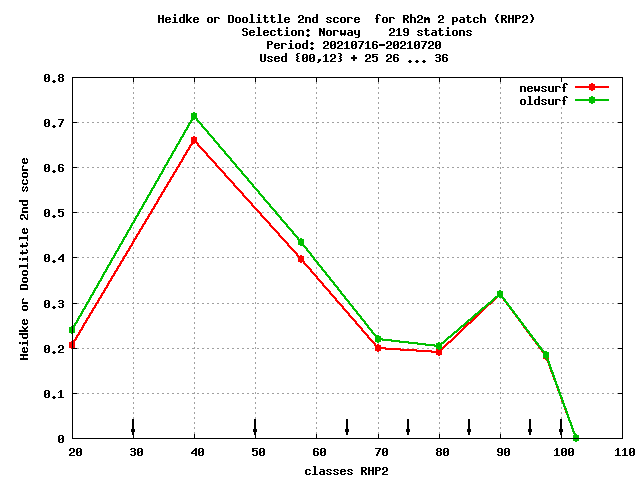 Heidke or Doolittle 2nd score  for Rh2m 2 patch (RHP2)
Selection: Norway    219 stations
Period: 20210716-20210720
Used {00,12} + 25 26 ... 36
newsurf
oldsurf
Heidke or Doolittle 2nd score
0.8
0.7
0.6
0.5
0.4
0.3
0.2
0.1
0
20 30 40 50 60 70 80 90 100 110
classes RHP2